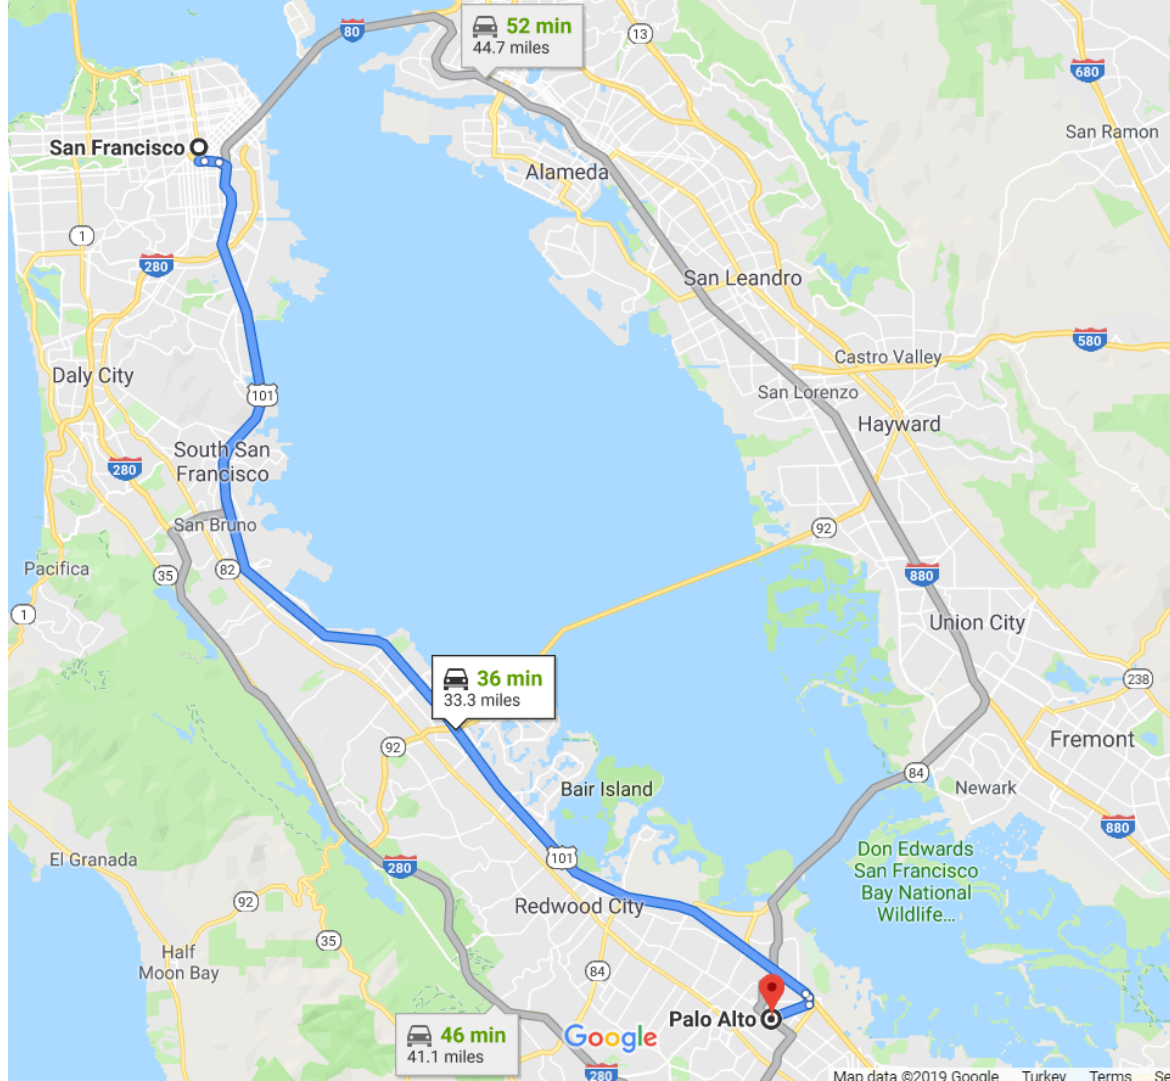 80
52 min
44.7 miles
13
680
San Ramon
San Francisco
Alameda
1
280
San Leandro
580
Castro Valley
Daly City
101
San Lorenzo
Hayward
South San
Francisco
280
San Bruno
92
Pacifica
35
82
880
1
Union City
36 min
33.3 miles
238
92
Fremont
84
Bair Island
Newark
880
El Granada
280
101
Don Edwards
San Francisco
Bay National
Wildlife...
92
Redwood City
35
Half
Moon Bay
84
Palo Alto
46 min
41.1 miles
Google
280
Map data ©2019 Google
Turkey
Terms
Se